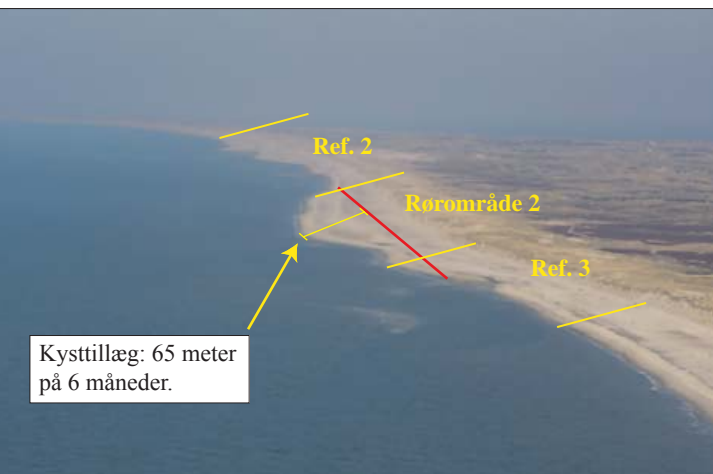 Ref. 2
Rørområde 2
Ref. 3
Kysttillæg: 65 meter
på 6 måneder.